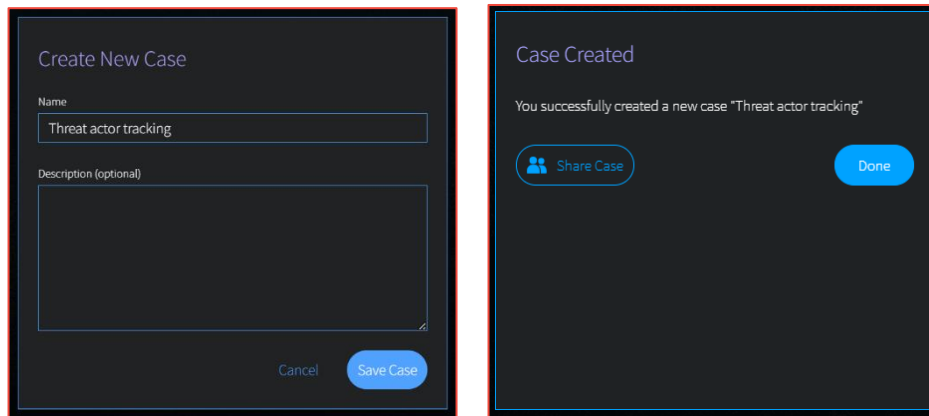 Create New Case
Name
Threat actor tracking
Description (optional)
Cancel
Save Case
Case Created
You successfully created a new case "Threat actor tracking"
Share Case
Done